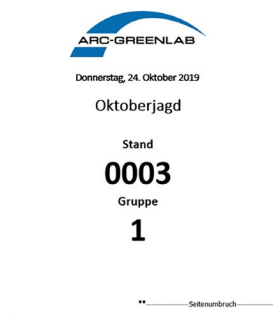 ARC-GREENLAB
Donnerstag, 24. Oktober 2019
Oktoberjagd
Stand
0003
Gruppe
1
**-------------------Seitenumbruch----------------